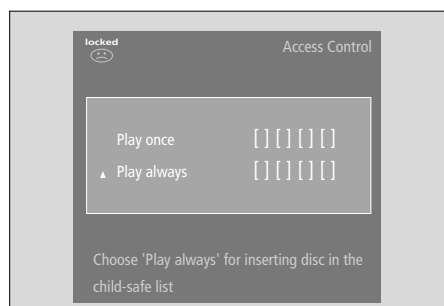 locked
Access Control
Play once [ ] [ ] [ ] [ ]
▲ Play always [ ] [ ] [ ] [ ]
Choose 'Play always' for inserting disc in the
child-safe list